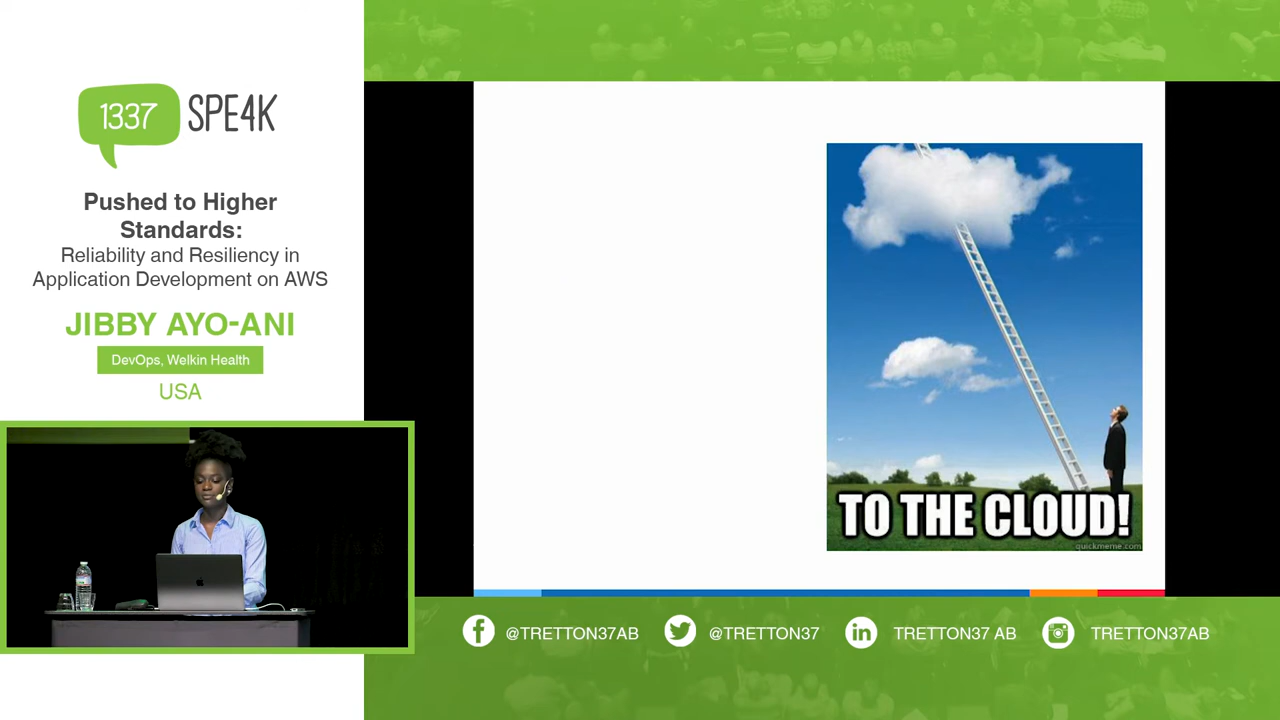 1337
SPE4K
Pushed to Higher
Standards:
Reliability and Resiliency in
Application Development on AWS
JIBBY AYO-ANI
DevOps, Welkin Health
USA
TO THE CLOUD!
quickmeme.com
@TRETTON37AB
@TRETTON37
TRETTON37 AB
TRETTON37AB